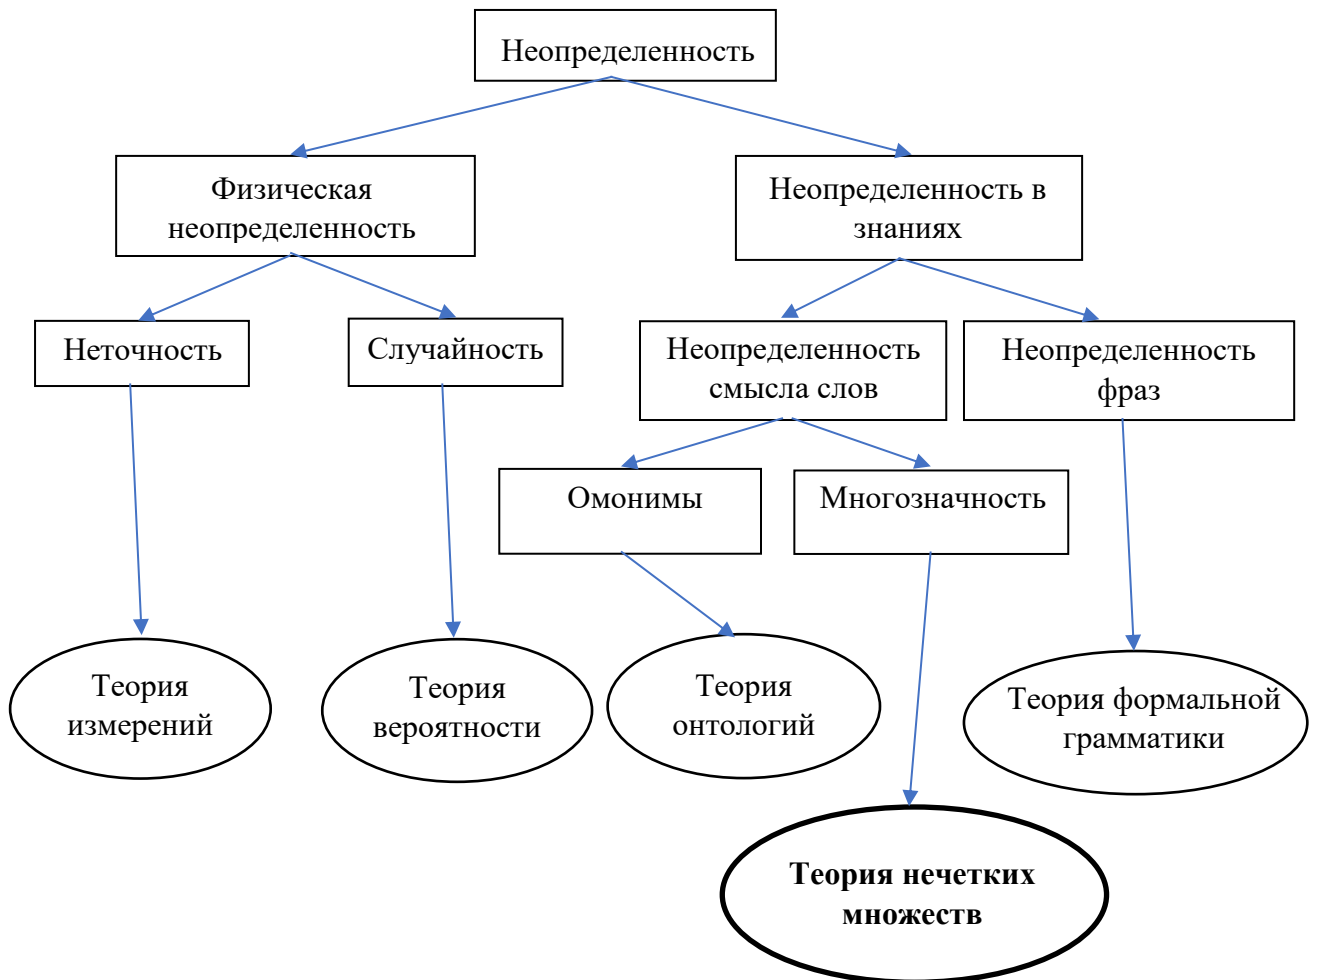 Неопределенность
Физическая
неопределенность
Неопределенность в
знаниях
Неточность
Случайность
Неопределенность
смысла слов
Неопределенность
фраз
Омонимы
Многозначность
Теория
измерений
Теория
вероятности
Теория
онтологий
Теория формальной
грамматики
Теория нечетких
множеств